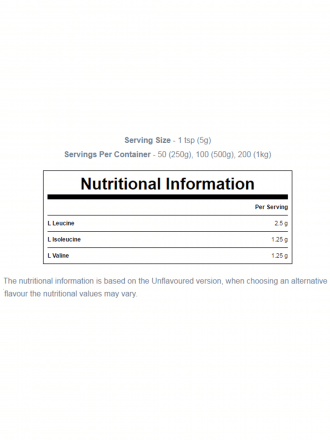 Serving Size - 1 tsp (5g)
Servings Per Container - 50 (250g), 100 (500g), 200 (1kg)
Nutritional Information
Per Serving
L Leucine 2.5 g
L Isoleucine 1.25 g
L Valine 1.25 g
The nutritional information is based on the Unflavoured version, when choosing an alternative
flavour the nutritional values may vary.